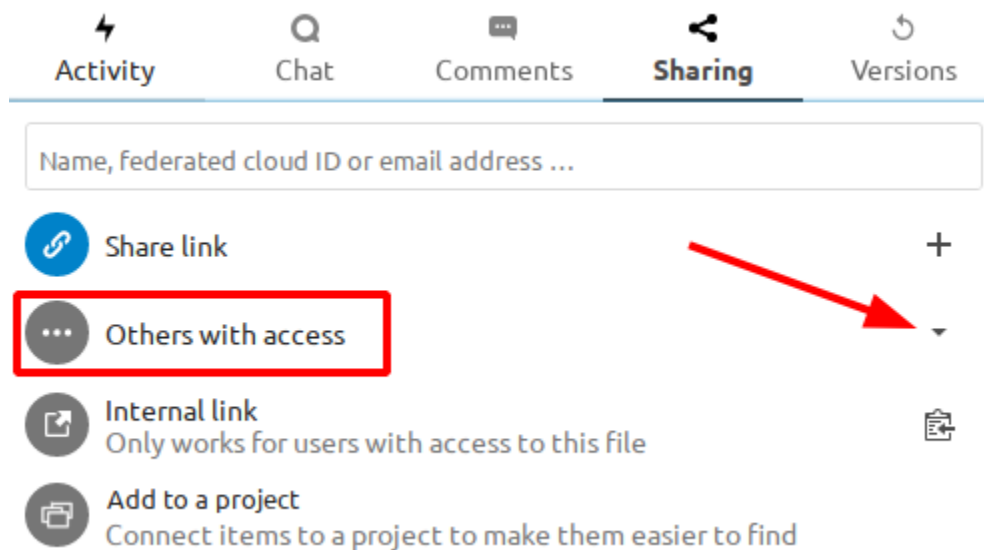 Activity Chat Comments Sharing Versions
Name, federated cloud ID or email address ...
Share link
Others with access
Internal link
Only works for users with access to this file
Add to a project
Connect items to a project to make them easier to find